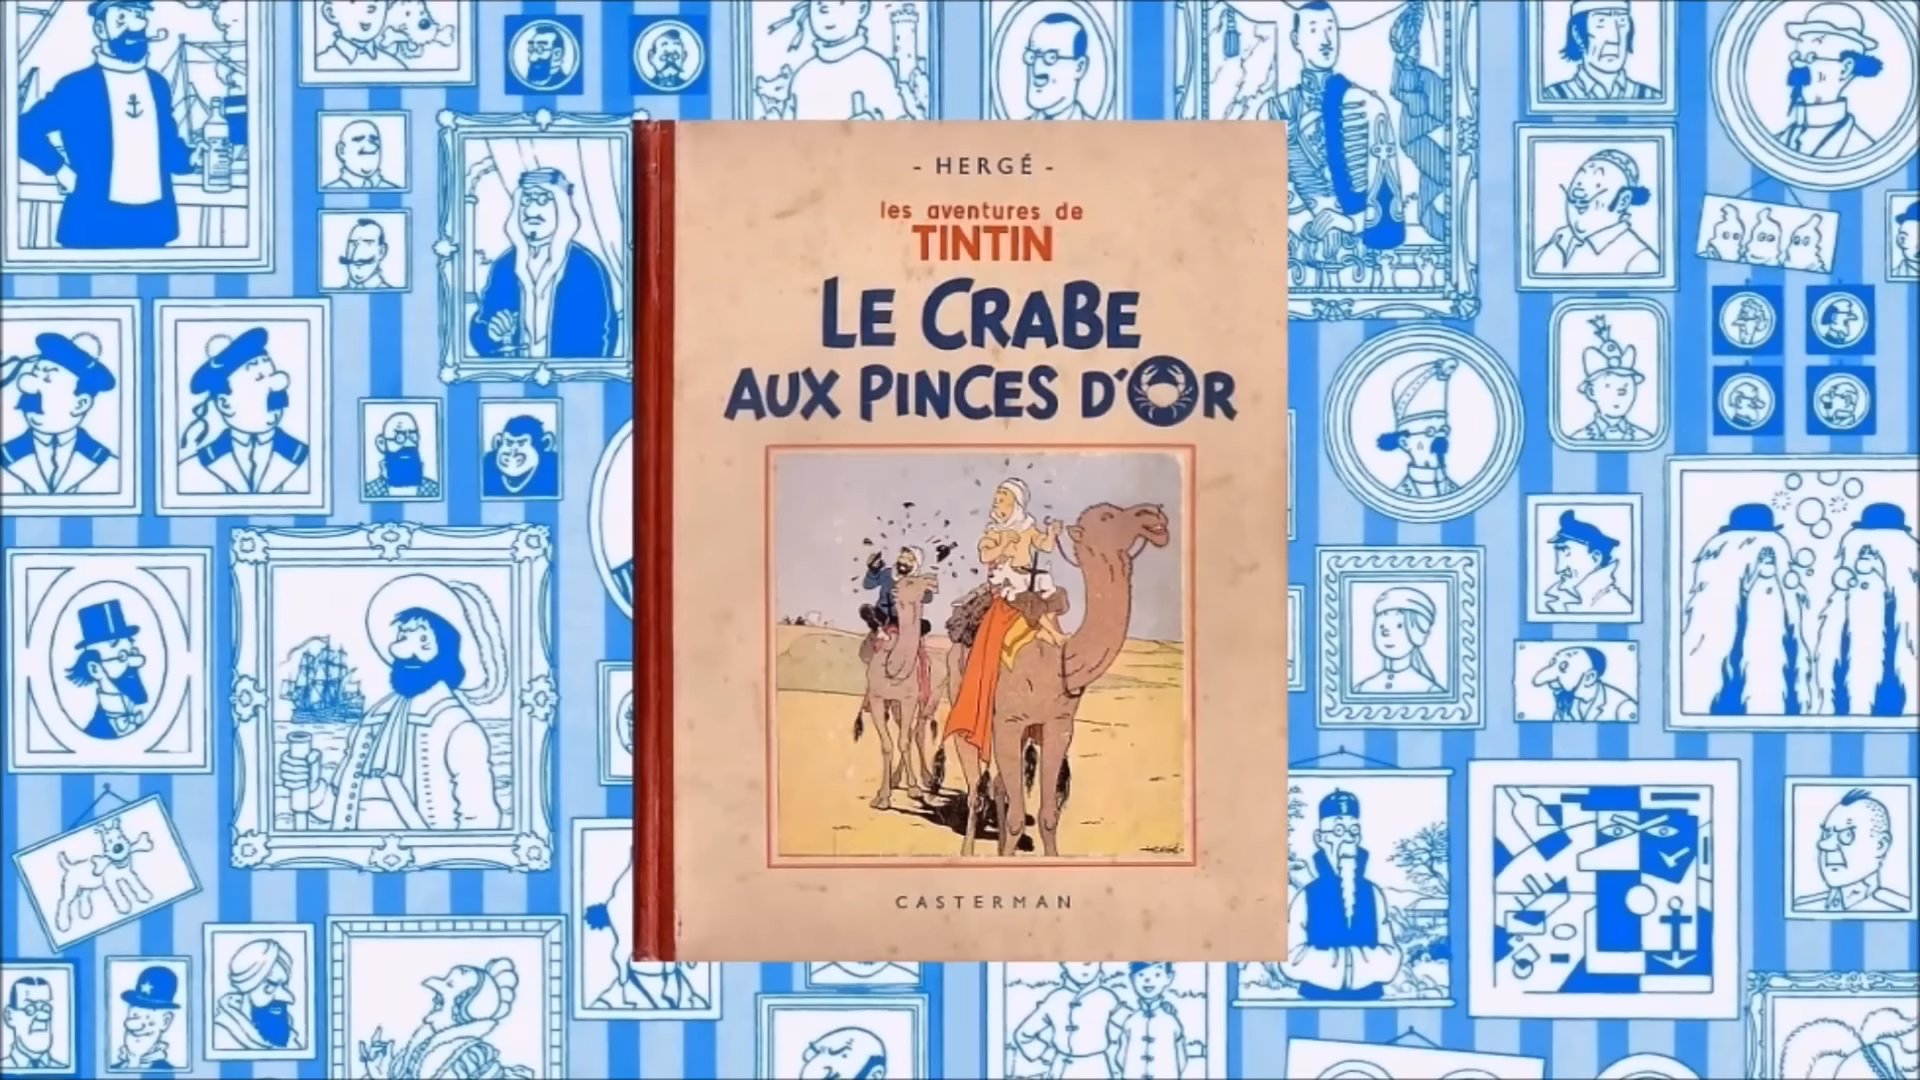 - HERGÉ -
les aventures de
TINTIN
LE CRABE
AUX PINCES D'OR
HERGÉ
CASTERMAN